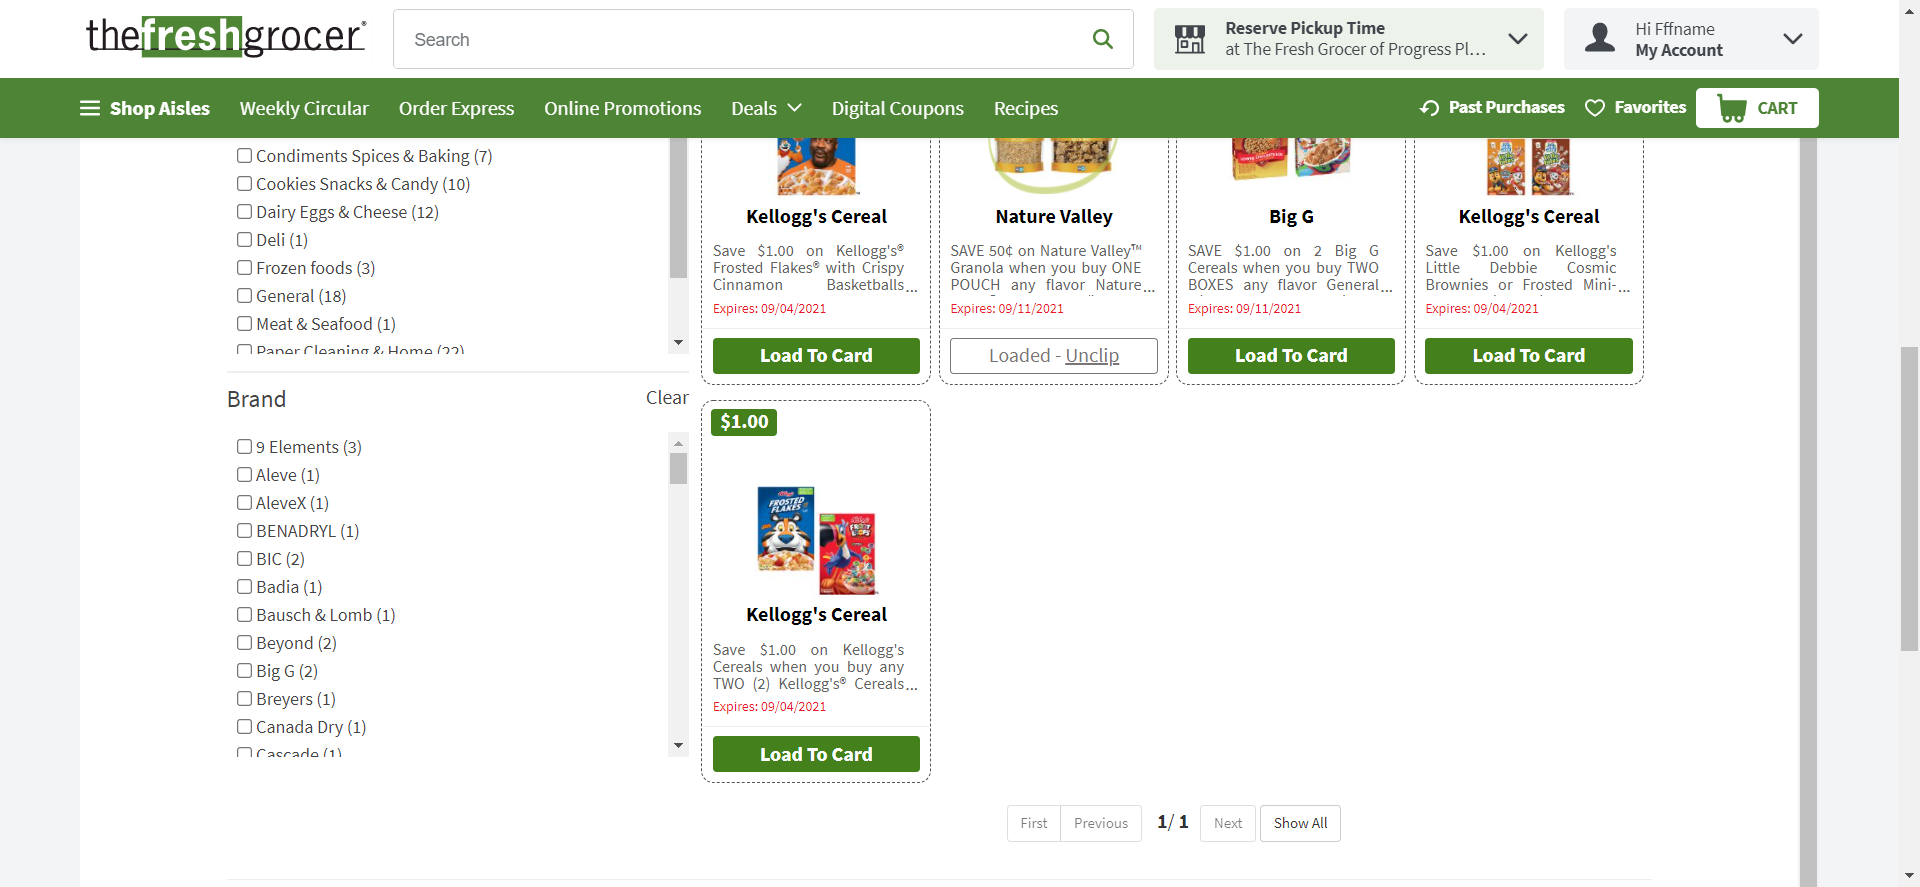 thefreshgrocer®
Search
Reserve Pickup Time
at The Fresh Grocer of Progress Pl...
Hi Fffname
My Account
Shop Aisles
Weekly Circular
Order Express
Online Promotions
Deals
Digital Coupons
Recipes
Past Purchases
Favorites
CART
Condiments Spices & Baking (7)
Cookies Snacks & Candy (10)
Dairy Eggs & Cheese (12)
Deli (1)
Frozen foods (3)
General (18)
Meat & Seafood (1)
Paper Cleaning & Home (22)
Brand
Clear
9 Elements (3)
Aleve (1)
AleveX (1)
BENADRYL (1)
BIC (2)
Badia (1)
Bausch & Lomb (1)
Beyond (2)
Big G (2)
Breyers (1)
Canada Dry (1)
Cascade (1)
Kellogg's Cereal
Save $1.00 on Kellogg's®
Frosted Flakes® with Crispy
Cinnamon Basketballs...
Expires: 09/04/2021
Load To Card
Nature Valley
SAVE 50¢ on Nature Valley™
Granola when you buy ONE
POUCH any flavor Nature...
Expires: 09/11/2021
Loaded - Unclip
Big G
SAVE $1.00 on 2 Big G
Cereals when you buy TWO
BOXES any flavor General...
Expires: 09/11/2021
Load To Card
Kellogg's Cereal
Save $1.00 on Kellogg's
Little Debbie Cosmic
Brownies or Frosted Mini-...
Expires: 09/04/2021
Load To Card
$1.00
FROSTED
FLAKES
FROOT
LOOPS
Kellogg's Cereal
Save $1.00 on Kellogg's
Cereals when you buy any
TWO (2) Kellogg's® Cereals...
Expires: 09/04/2021
Load To Card
First
Previous
1/ 1
Next
Show All